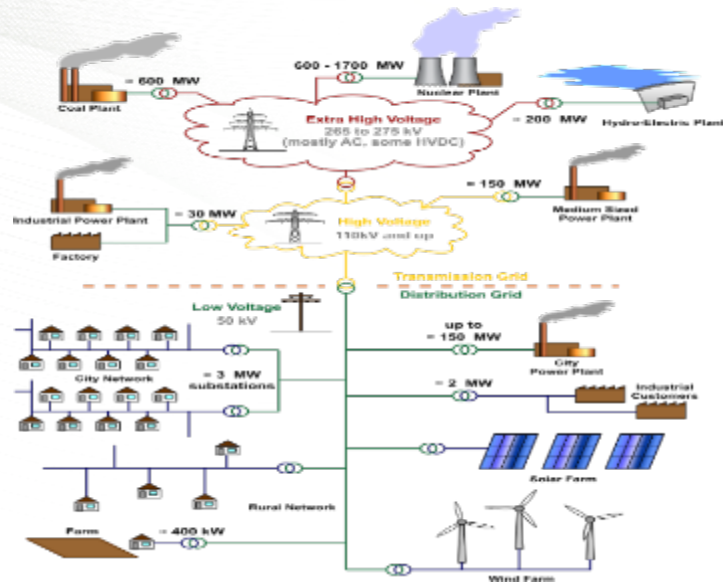 600 - 1700 MW
≈ 600 MW
Coal Plant
Nuclear Plant
Extra High Voltage
265 to 275 kV
(mostly AC, some HVDC)
≈ 200 MW
Hydro-Electric Plant
≈ 150 MW
Industrial Power Plant
≈ 30 MW
High Voltage
110kV and up
Medium Sized
Power Plant
Factory
Transmission Grid
Distribution Grid
Low Voltage
50 kV
up to
≈ 150 MW
City
Power Plant
City Network
≈ 3 MW
substations
≈ 2 MW
Industrial
Customers
Solar Farm
Rural Network
Farm
≈ 400 kW
Wind Farm